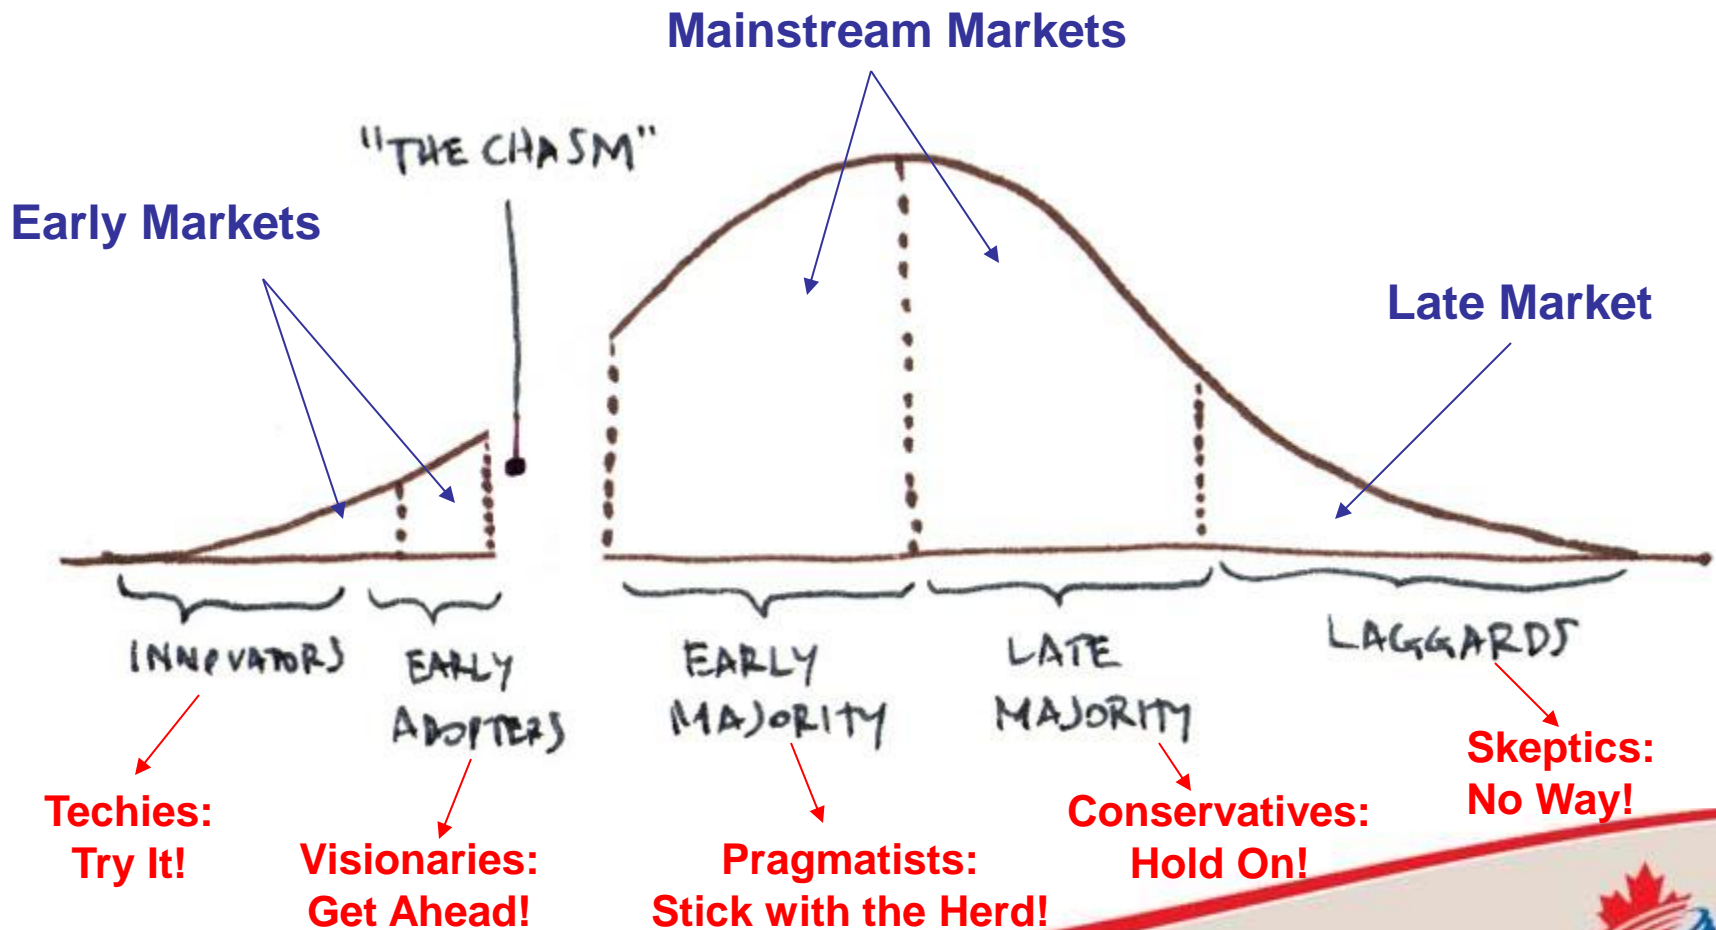 Mainstream Markets
"THE CHASM"
Early Markets
Late Market
INNOVATORS
EARLY
ADOPTERS
EARLY
MAJORITY
LATE
MAJORITY
LAGGARDS
Techies:
Try It!
Visionaries:
Get Ahead!
Pragmatists:
Stick with the Herd!
Conservatives:
Hold On!
Skeptics:
No Way!